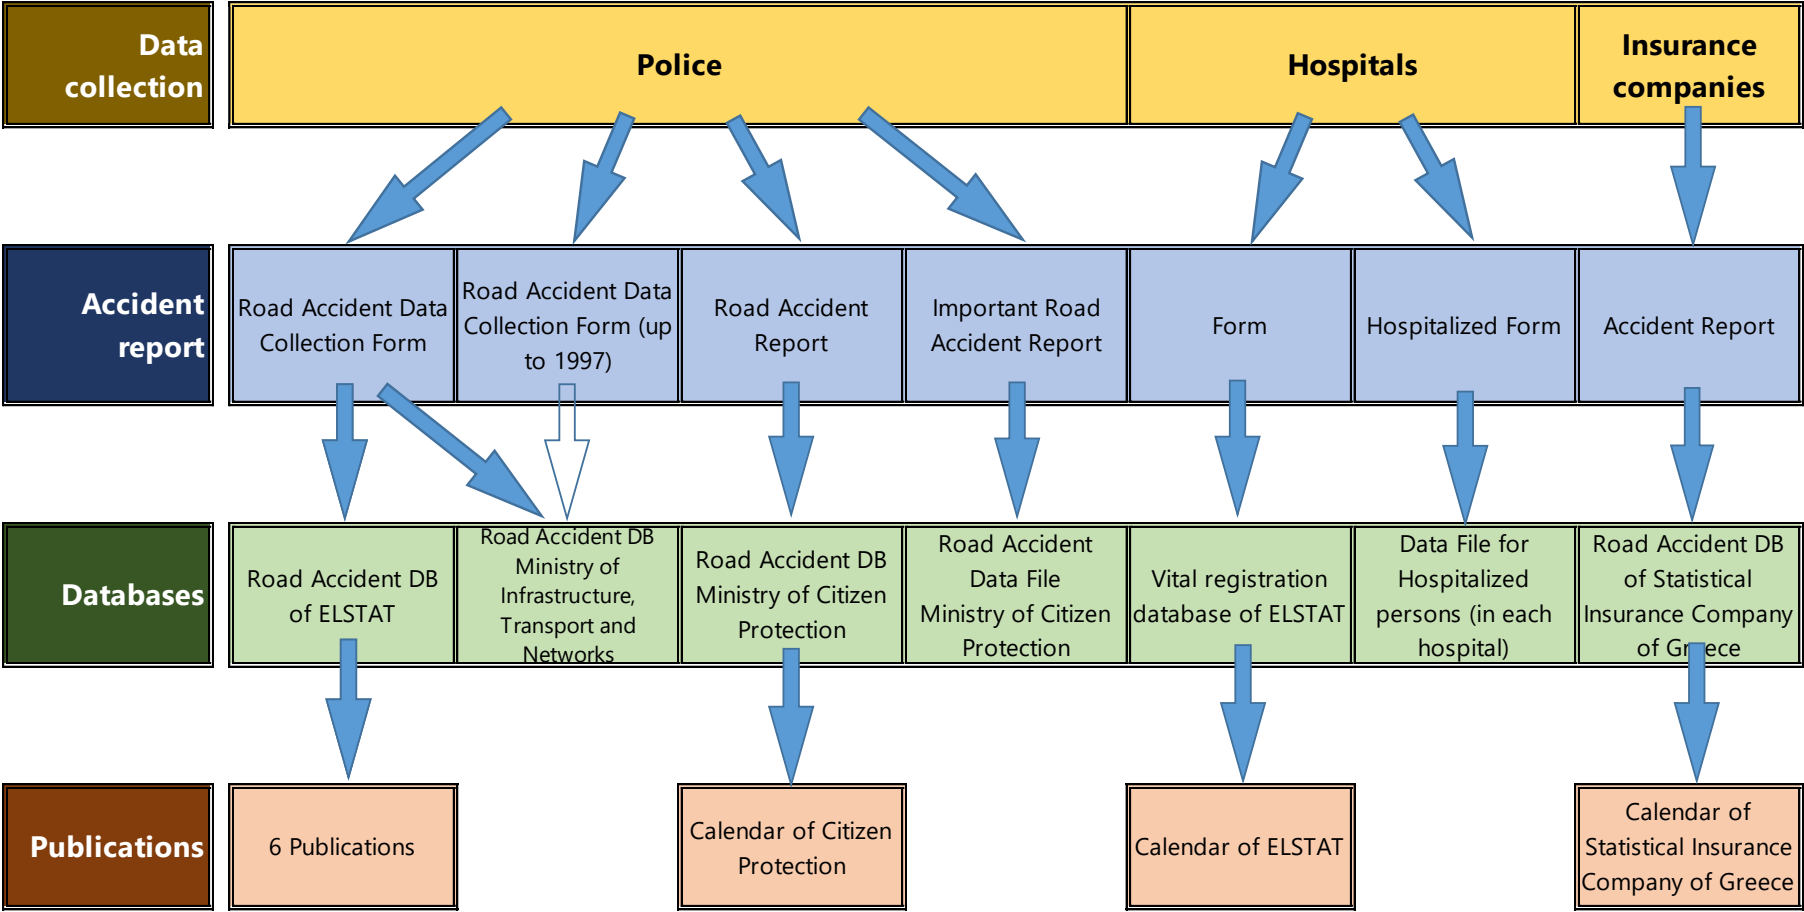 Data
collection
Police
Hospitals
Insurance
companies
Accident
report
Road Accident Data
Collection Form
Road Accident Data
Collection Form (up
to 1997)
Road Accident
Report
Important Road
Accident Report
Form
Hospitalized Form
Accident Report
Databases
Road Accident DB
of ELSTAT
Road Accident DB
Ministry of
Infrastructure,
Transport and
Networks
Road Accident DB
Ministry of Citizen
Protection
Road Accident
Data File
Ministry of Citizen
Protection
Vital registration
database of ELSTAT
Data File for
Hospitalized
persons (in each
hospital)
Road Accident DB
of Statistical
Insurance Company
of Greece
Publications
6 Publications
Calendar of Citizen
Protection
Calendar of ELSTAT
Calendar of
Statistical Insurance
Company of Greece